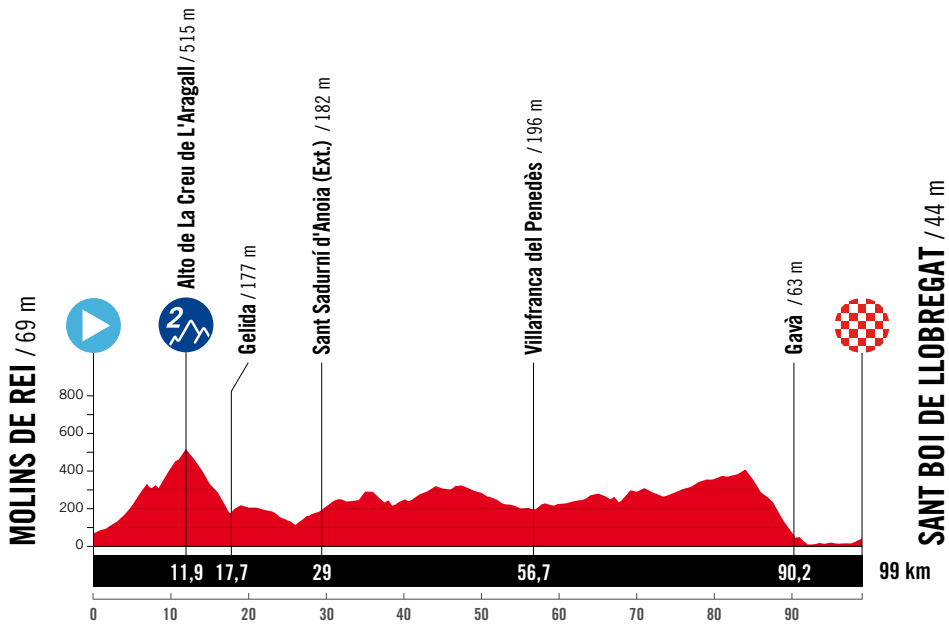 MOLINS DE REI / 69 m
2
Alto de La Creu de L'Aragall / 515 m
Gelida / 177 m
Sant Sadurní d'Anoia (Ext.) / 182 m
Villafranca del Penedès / 196 m
Gavà / 63 m
SANT BOI DE LLOBREGAT / 44 m
800
600
400
200
0
11,9 17,7 29 56,7 90,2 99 km
0 10 20 30 40 50 60 70 80 90